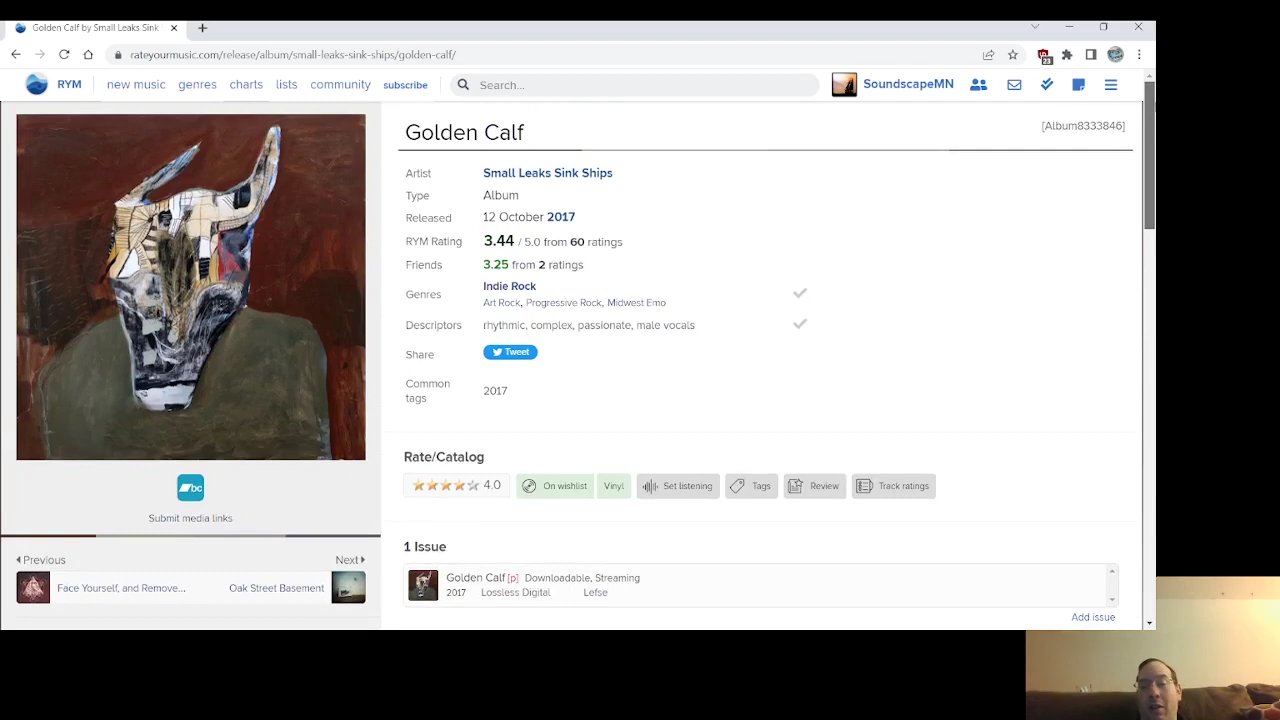 Golden Calf by Small Leaks Sink
rateyourmusic.com/release/album/small-leaks-sink-ships/golden-calf/
23
RYM new music genres charts lists community subscribe Search... SoundscapeMN
Golden Calf
[Album8333846]
Artist Small Leaks Sink Ships
Type Album
Released 12 October 2017
RYM Rating 3.44 / 5.0 from 60 ratings
Friends 3.25 from 2 ratings
Genres Indie Rock
Art Rock, Progressive Rock, Midwest Emo
Descriptors rhythmic, complex, passionate, male vocals
Share Tweet
Common
tags 2017
Rate/Catalog
4.0 On wishlist Vinyl Set listening Tags Review Track ratings
bc
Submit media links
1 Issue
Previous Next
Face Yourself, and Remove... Oak Street Basement
Golden Calf [p] Downloadable, Streaming
2017 Lossless Digital Lefse
Add issue